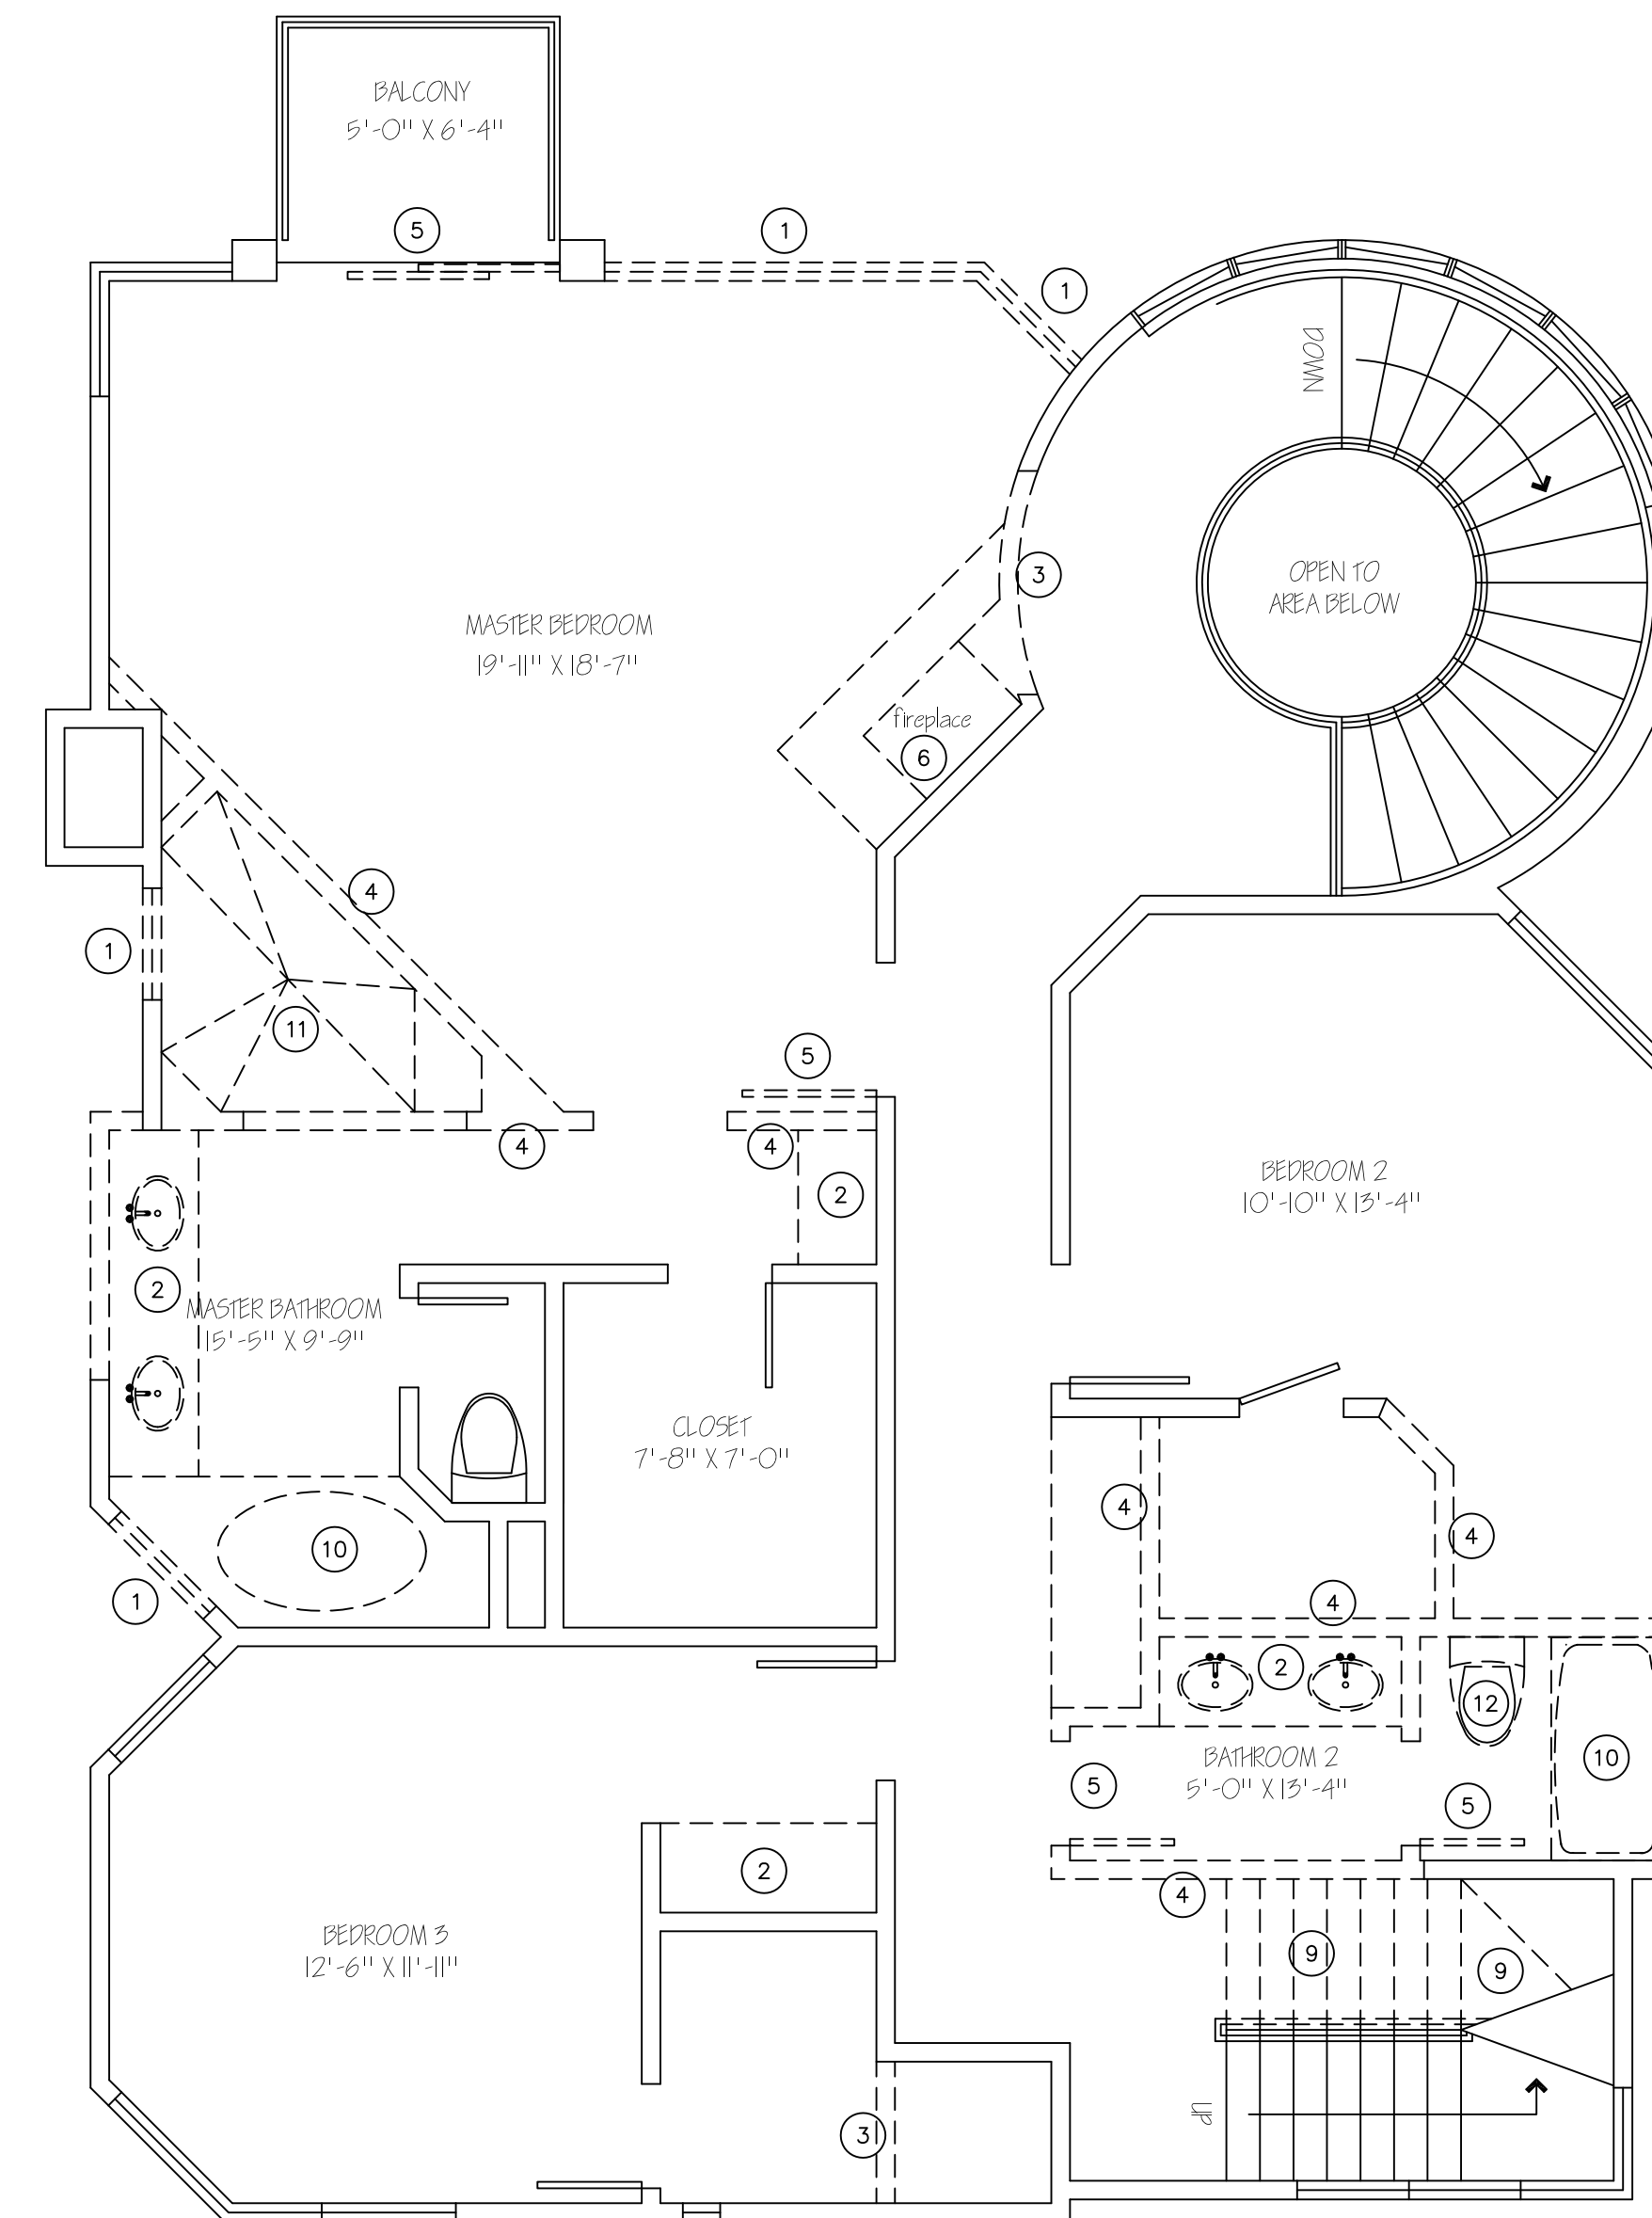 BALCONY
5'-0" X 6'-4"
5
1
1
DOWN
3
OPEN TO
AREA BELOW
MASTER BEDROOM
19'-11" X 18'-7"
fireplace
6
4
1
11
5
4
4
2
BEDROOM 2
10'-10" X 13'-4"
2
MASTER BATHROOM
15'-5" X 9'-9"
CLOSET
7'-8" X 7'-0"
4
4
10
1
4
2
12
BATHROOM 2
5'-0" X 13'-4"
10
5
5
2
4
BEDROOM 3
12'-6" X 11'-11"
9
9
UP
3